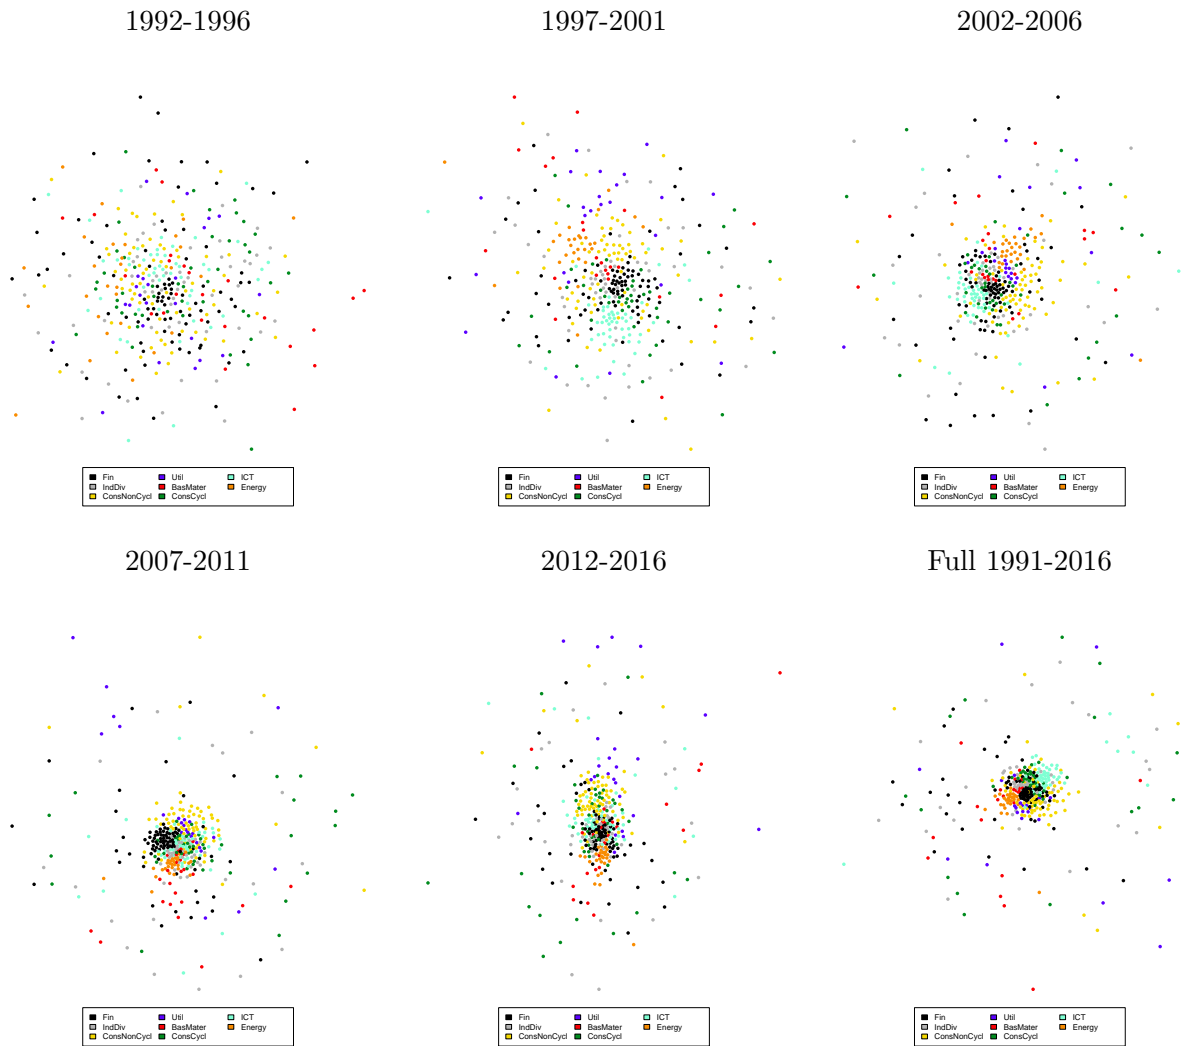 1992-1996
1997-2001
2002-2006
Fin Util ICT
IndDiv BasMater Energy
ConsNonCycl ConsCycl
Fin Util ICT
IndDiv BasMater Energy
ConsNonCycl ConsCycl
Fin Util ICT
IndDiv BasMater Energy
ConsNonCycl ConsCycl
2007-2011
2012-2016
Full 1991-2016
Fin Util ICT
IndDiv BasMater Energy
ConsNonCycl ConsCycl
Fin Util ICT
IndDiv BasMater Energy
ConsNonCycl ConsCycl
Fin Util ICT
IndDiv BasMater Energy
ConsNonCycl ConsCycl